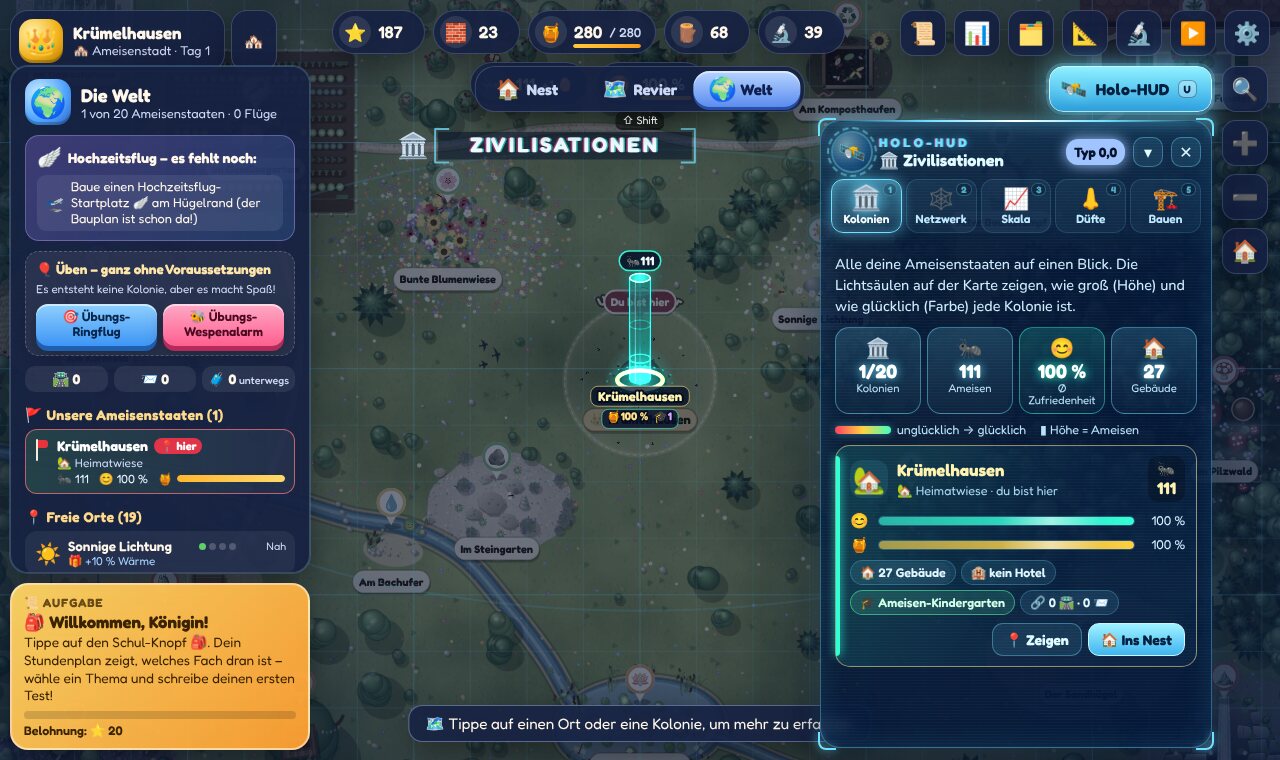 Krümelhausen
Ameisenstadt · Tag 1
187
23
280 / 280
68
39
Nest
Revier
Welt
⇧ Shift
Holo-HUD U
Die Welt
1 von 20 Ameisenstaaten · 0 Flüge
Hochzeitsflug – es fehlt noch:
Baue einen Hochzeitsflug-
Startplatz am Hügelrand (der
Bauplan ist schon da!)
Üben – ganz ohne Voraussetzungen
Es entsteht keine Kolonie, aber es macht Spaß!
Übungs-
Ringflug
Übungs-
Wespenalarm
0
0
0 unterwegs
Unsere Ameisenstaaten (1)
Krümelhausen hier
Heimatwiese
111 100 %
Freie Orte (19)
Sonnige Lichtung Nah
+10 % Wärme
AUFGABE
Willkommen, Königin!
Tippe auf den Schul-Knopf. Dein
Stundenplan zeigt, welches Fach dran ist –
wähle ein Thema und schreibe deinen ersten
Test!
Belohnung: 20
ZIVILISATIONEN
Am Komposthaufen
Bunte Blumenwiese
111
Du bist hier
Sonnige Lichtung
Krümelhausen
100 % 1
Im Steingarten
Am Bachufer
Pilzwald
Tippe auf einen Ort oder eine Kolonie, um mehr zu erfa
HOLO-HUD
Zivilisationen
Typ 0,0
Kolonien 1
Netzwerk 2
Skala 3
Düfte 4
Bauen 5
Alle deine Ameisenstaaten auf einen Blick. Die
Lichtsäulen auf der Karte zeigen, wie groß (Höhe) und
wie glücklich (Farbe) jede Kolonie ist.
1/20
Kolonien
111
Ameisen
100 %
Ø
Zufriedenheit
27
Gebäude
unglücklich → glücklich Höhe = Ameisen
Krümelhausen
Heimatwiese · du bist hier
111
100 %
100 %
27 Gebäude
kein Hotel
Ameisen-Kindergarten
0 · 0
Zeigen
Ins Nest